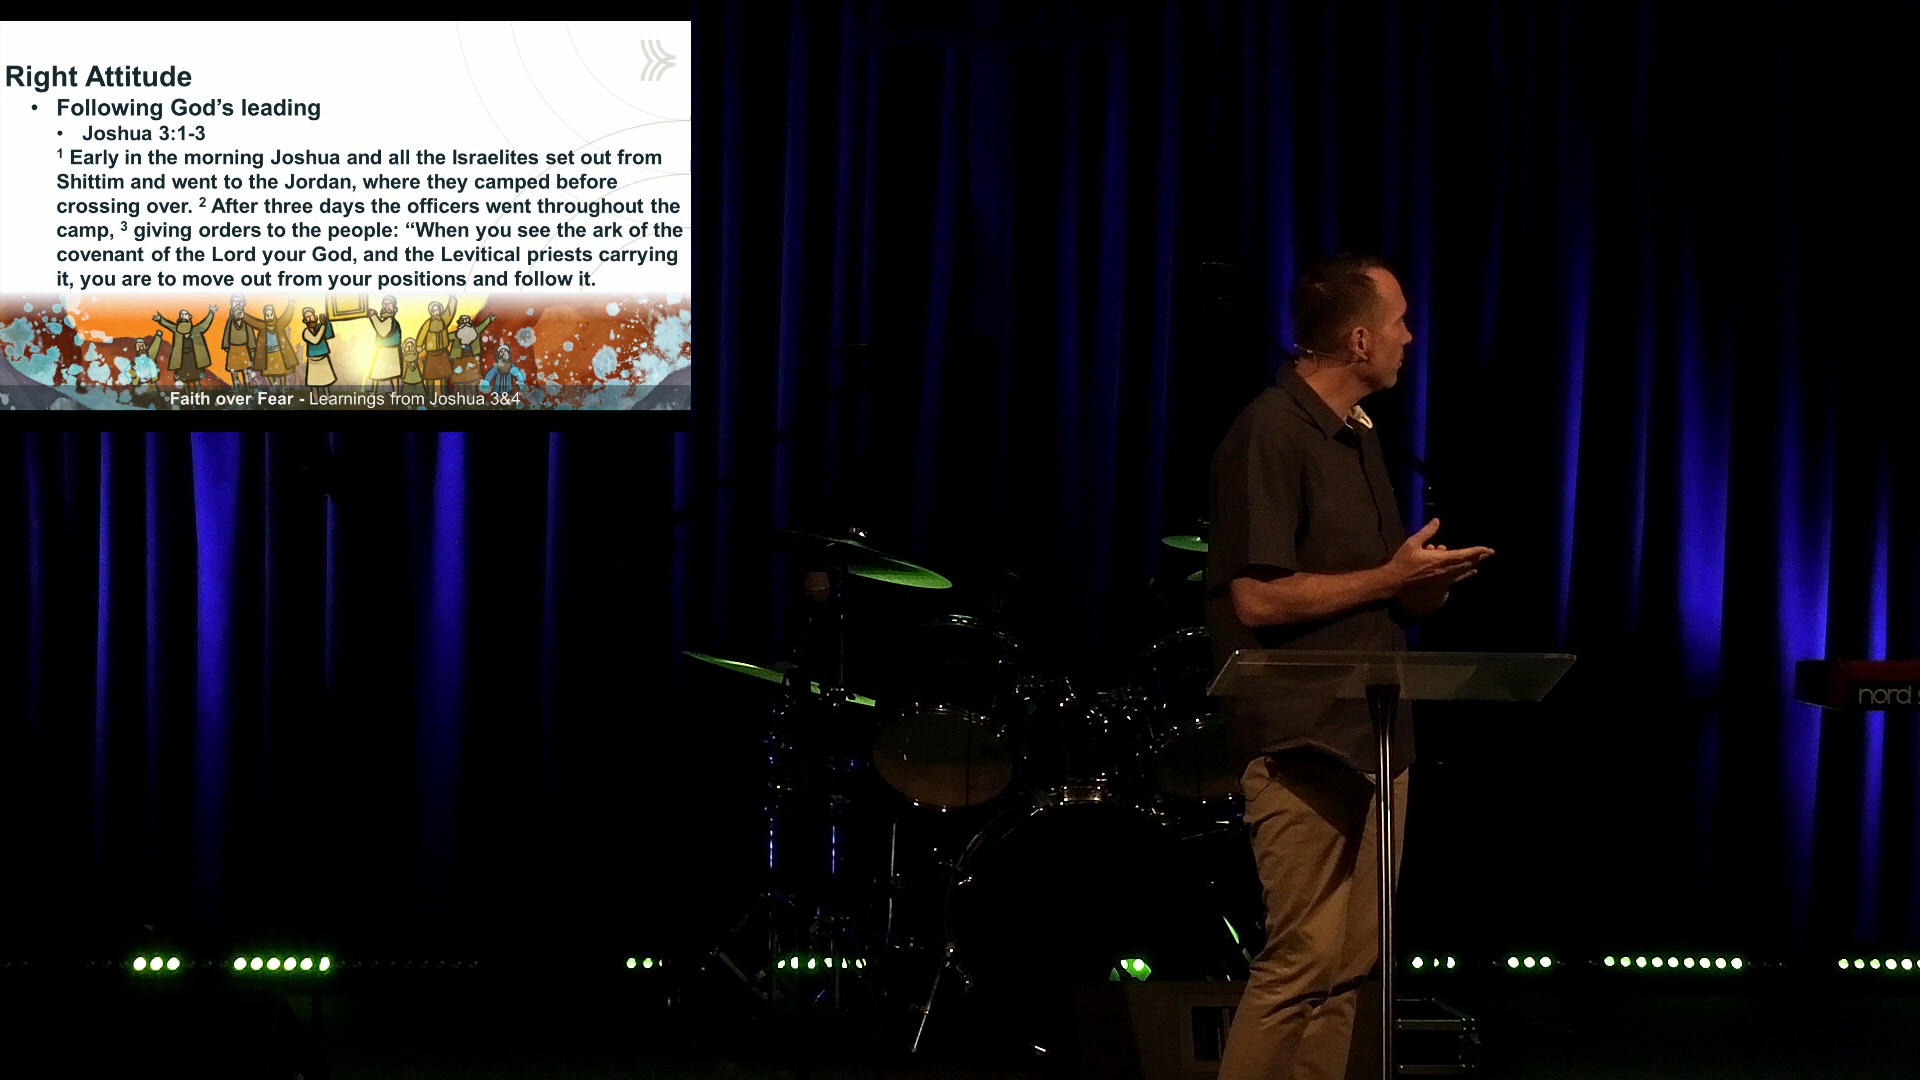 Right Attitude
• Following God’s leading
• Joshua 3:1-3
¹ Early in the morning Joshua and all the Israelites set out from
Shittim and went to the Jordan, where they camped before
crossing over. ² After three days the officers went throughout the
camp, ³ giving orders to the people: “When you see the ark of the
covenant of the Lord your God, and the Levitical priests carrying
it, you are to move out from your positions and follow it.
Faith over Fear - Learnings from Joshua 3&4
nord